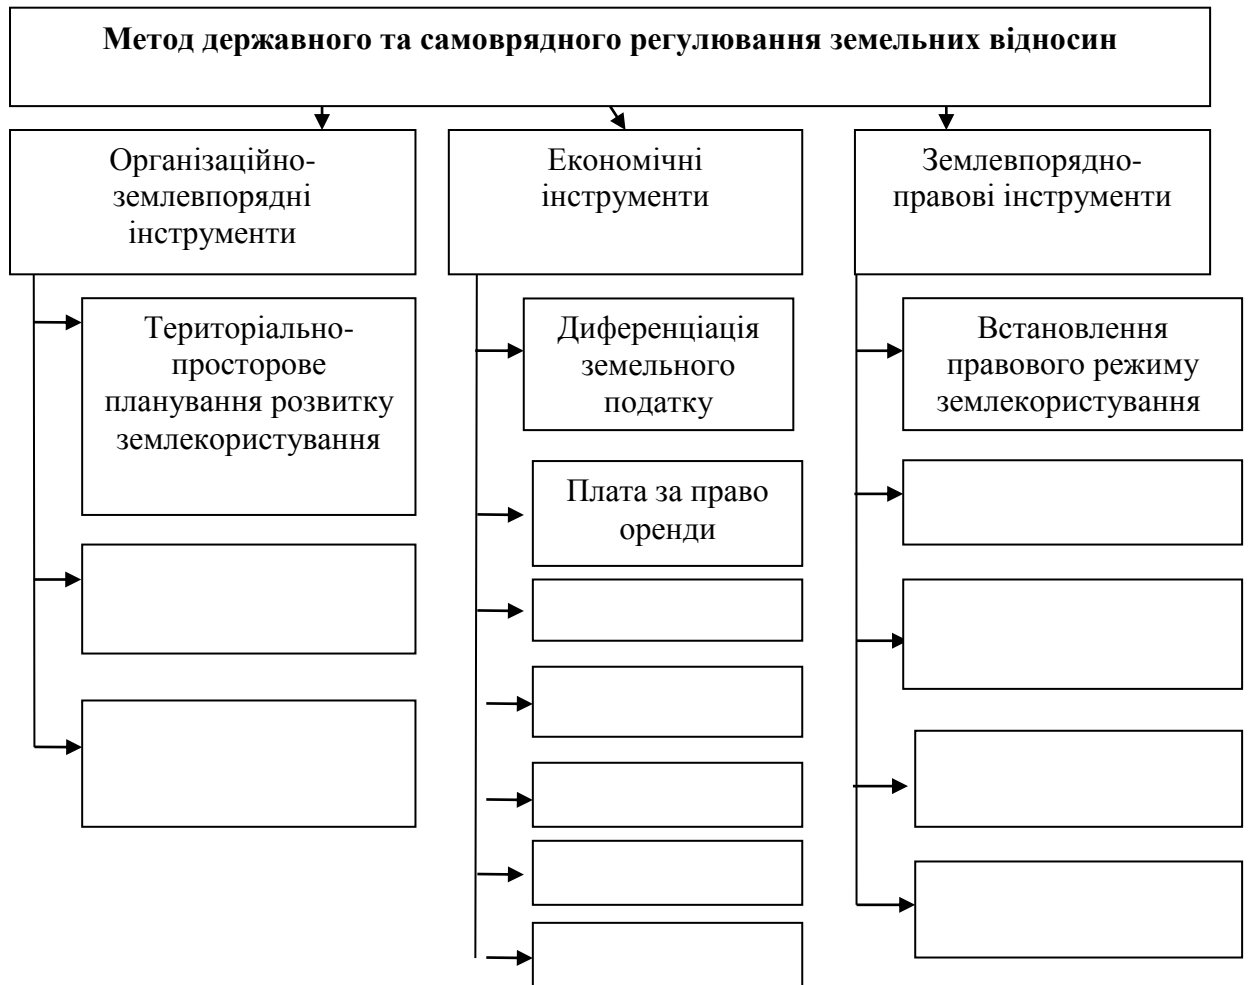 Метод державного та самоврядного регулювання земельних відносин
Організаційно-
землевпорядні
інструменти
Економічні
інструменти
Землевпорядно-
правові інструменти
Територіально-
просторове
планування розвитку
землекористування
Диференціація
земельного
податку
Встановлення
правового режиму
землекористування
Плата за право
оренди